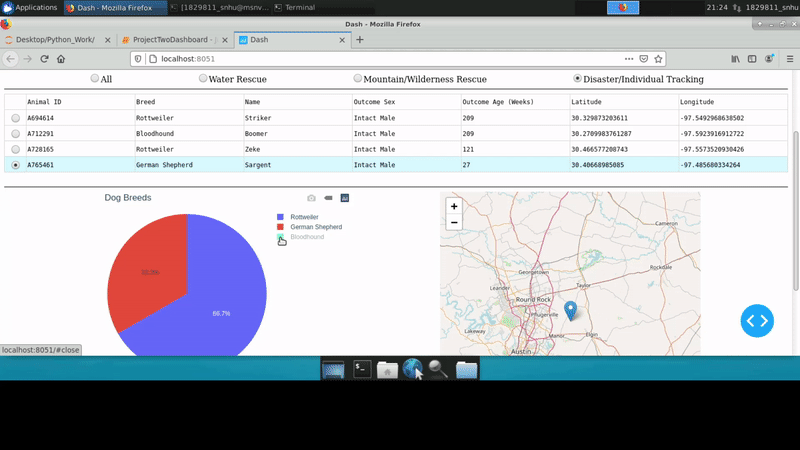 Applications
Dash - Mozilla Firefox
[1829811_snhu@msnv...
Terminal
21:24
1829811_snhu
Dash - Mozilla Firefox
Desktop/Python_Work/
ProjectTwoDashboard - J
Dash
localhost:8051
All
Water Rescue
Mountain/Wilderness Rescue
Disaster/Individual Tracking
Animal ID Breed Name Outcome Sex Outcome Age (Weeks) Latitude Longitude
A694614 Rottweiler Striker Intact Male 209 30.329873203611 -97.5492968638502
A712291 Bloodhound Boomer Intact Male 209 30.2709983761287 -97.5923916912722
A728165 Rottweiler Zeke Intact Male 121 30.466577208743 -97.5573520930426
A765461 German Shepherd Sargent Intact Male 27 30.40668985085 -97.485680334264
Dog Breeds
Rottweiler
German Shepherd
Bloodhound
33.3%
66.7%
+
−
Cameron
Rockdale
Georgetown
Leander
Taylor
Round Rock
Pflugerville
Lakeway
Manor
Elgin
Austin
localhost:8051/#close